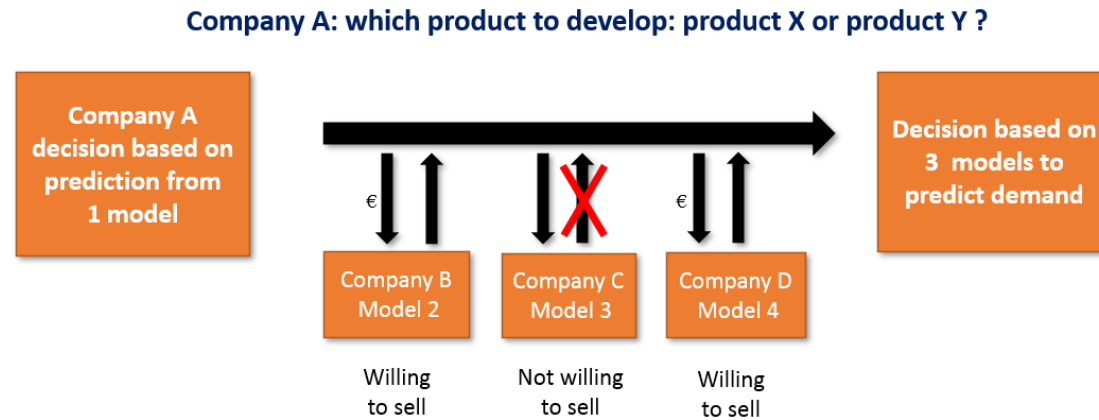 Company A: which product to develop: product X or product Y ?
Company A
decision based on
prediction from
1 model
Decision based on
3 models to
predict demand
€
€
Company B
Model 2
Company C
Model 3
Company D
Model 4
Willing
to sell
Not willing
to sell
Willing
to sell